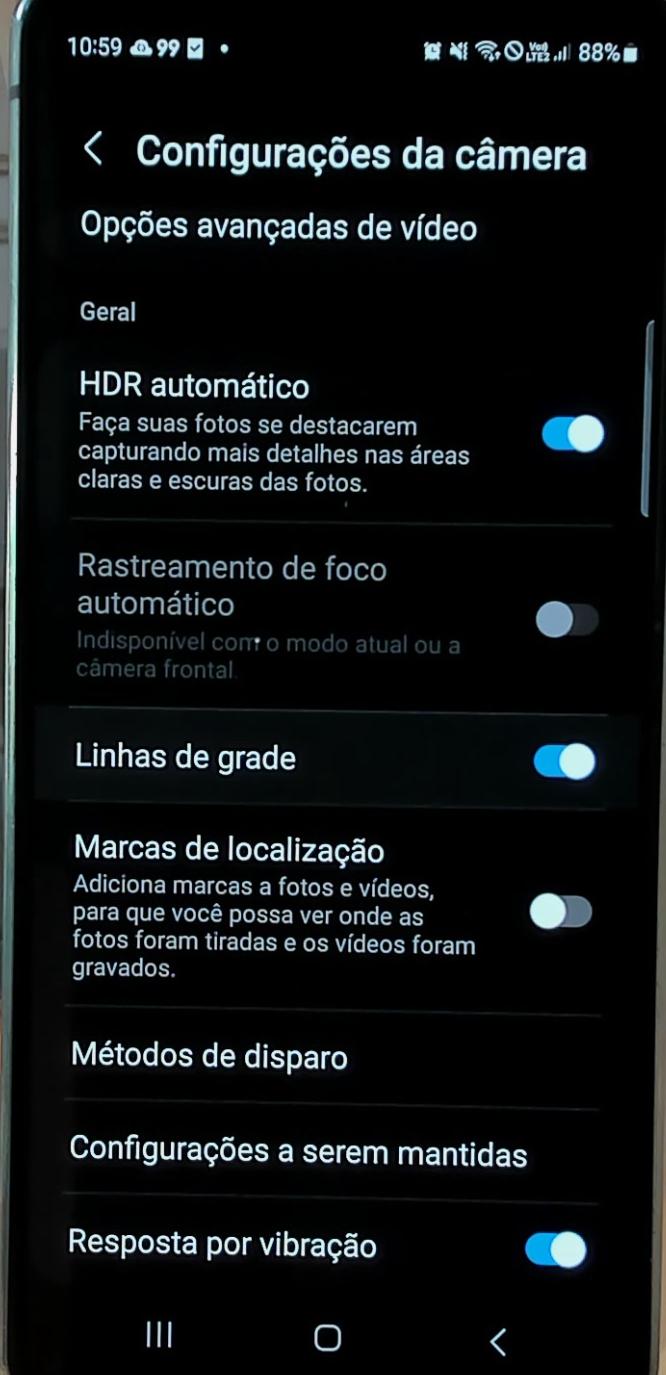 10:59 99
Vo))
LTE2 88%
Configurações da câmera
Opções avançadas de vídeo
Geral
HDR automático
Faça suas fotos se destacarem
capturando mais detalhes nas áreas
claras e escuras das fotos.
Rastreamento de foco
automático
Indisponível com o modo atual ou a
câmera frontal.
Linhas de grade
Marcas de localização
Adiciona marcas a fotos e vídeos,
para que você possa ver onde as
fotos foram tiradas e os vídeos foram
gravados.
Métodos de disparo
Configurações a serem mantidas
Resposta por vibração